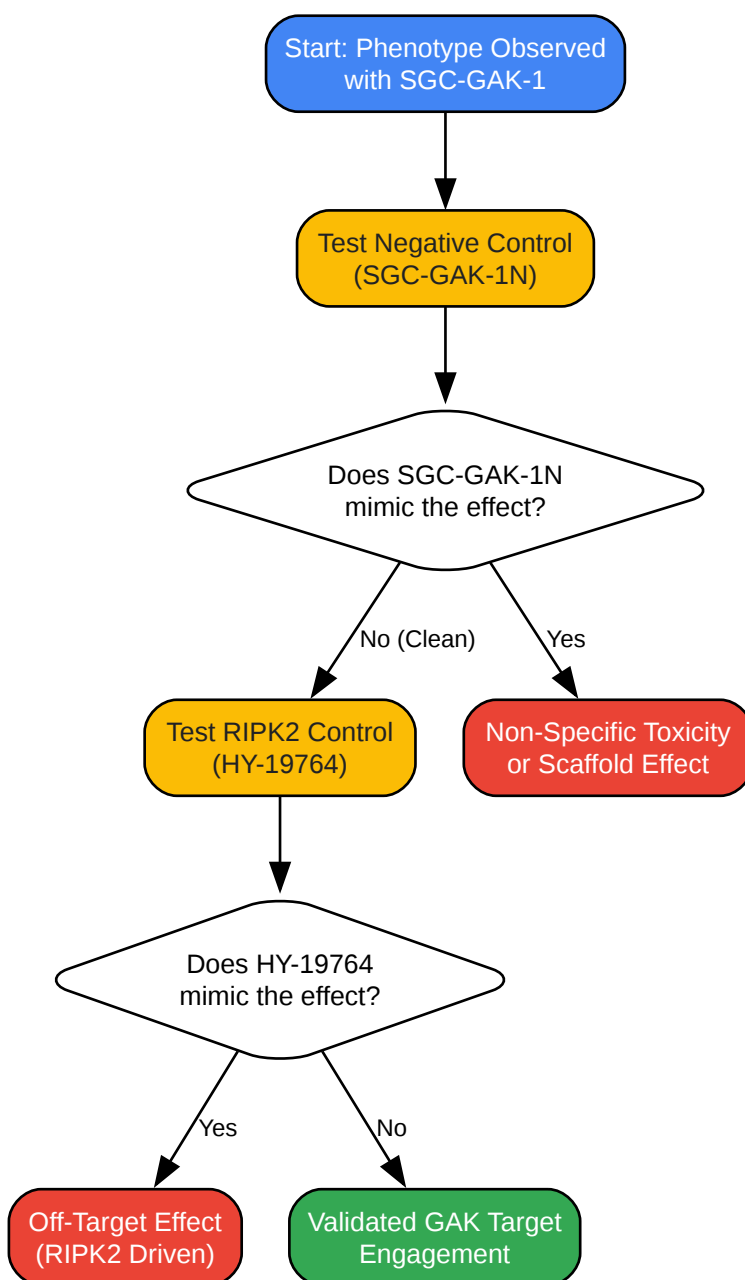 Start: Phenotype Observed
with SGC-GAK-1
Test Negative Control
(SGC-GAK-1N)
Does SGC-GAK-1N
mimic the effect?
No (Clean)
Yes
Test RIPK2 Control
(HY-19764)
Non-Specific Toxicity
or Scaffold Effect
Does HY-19764
mimic the effect?
Yes
No
Off-Target Effect
(RIPK2 Driven)
Validated GAK Target
Engagement